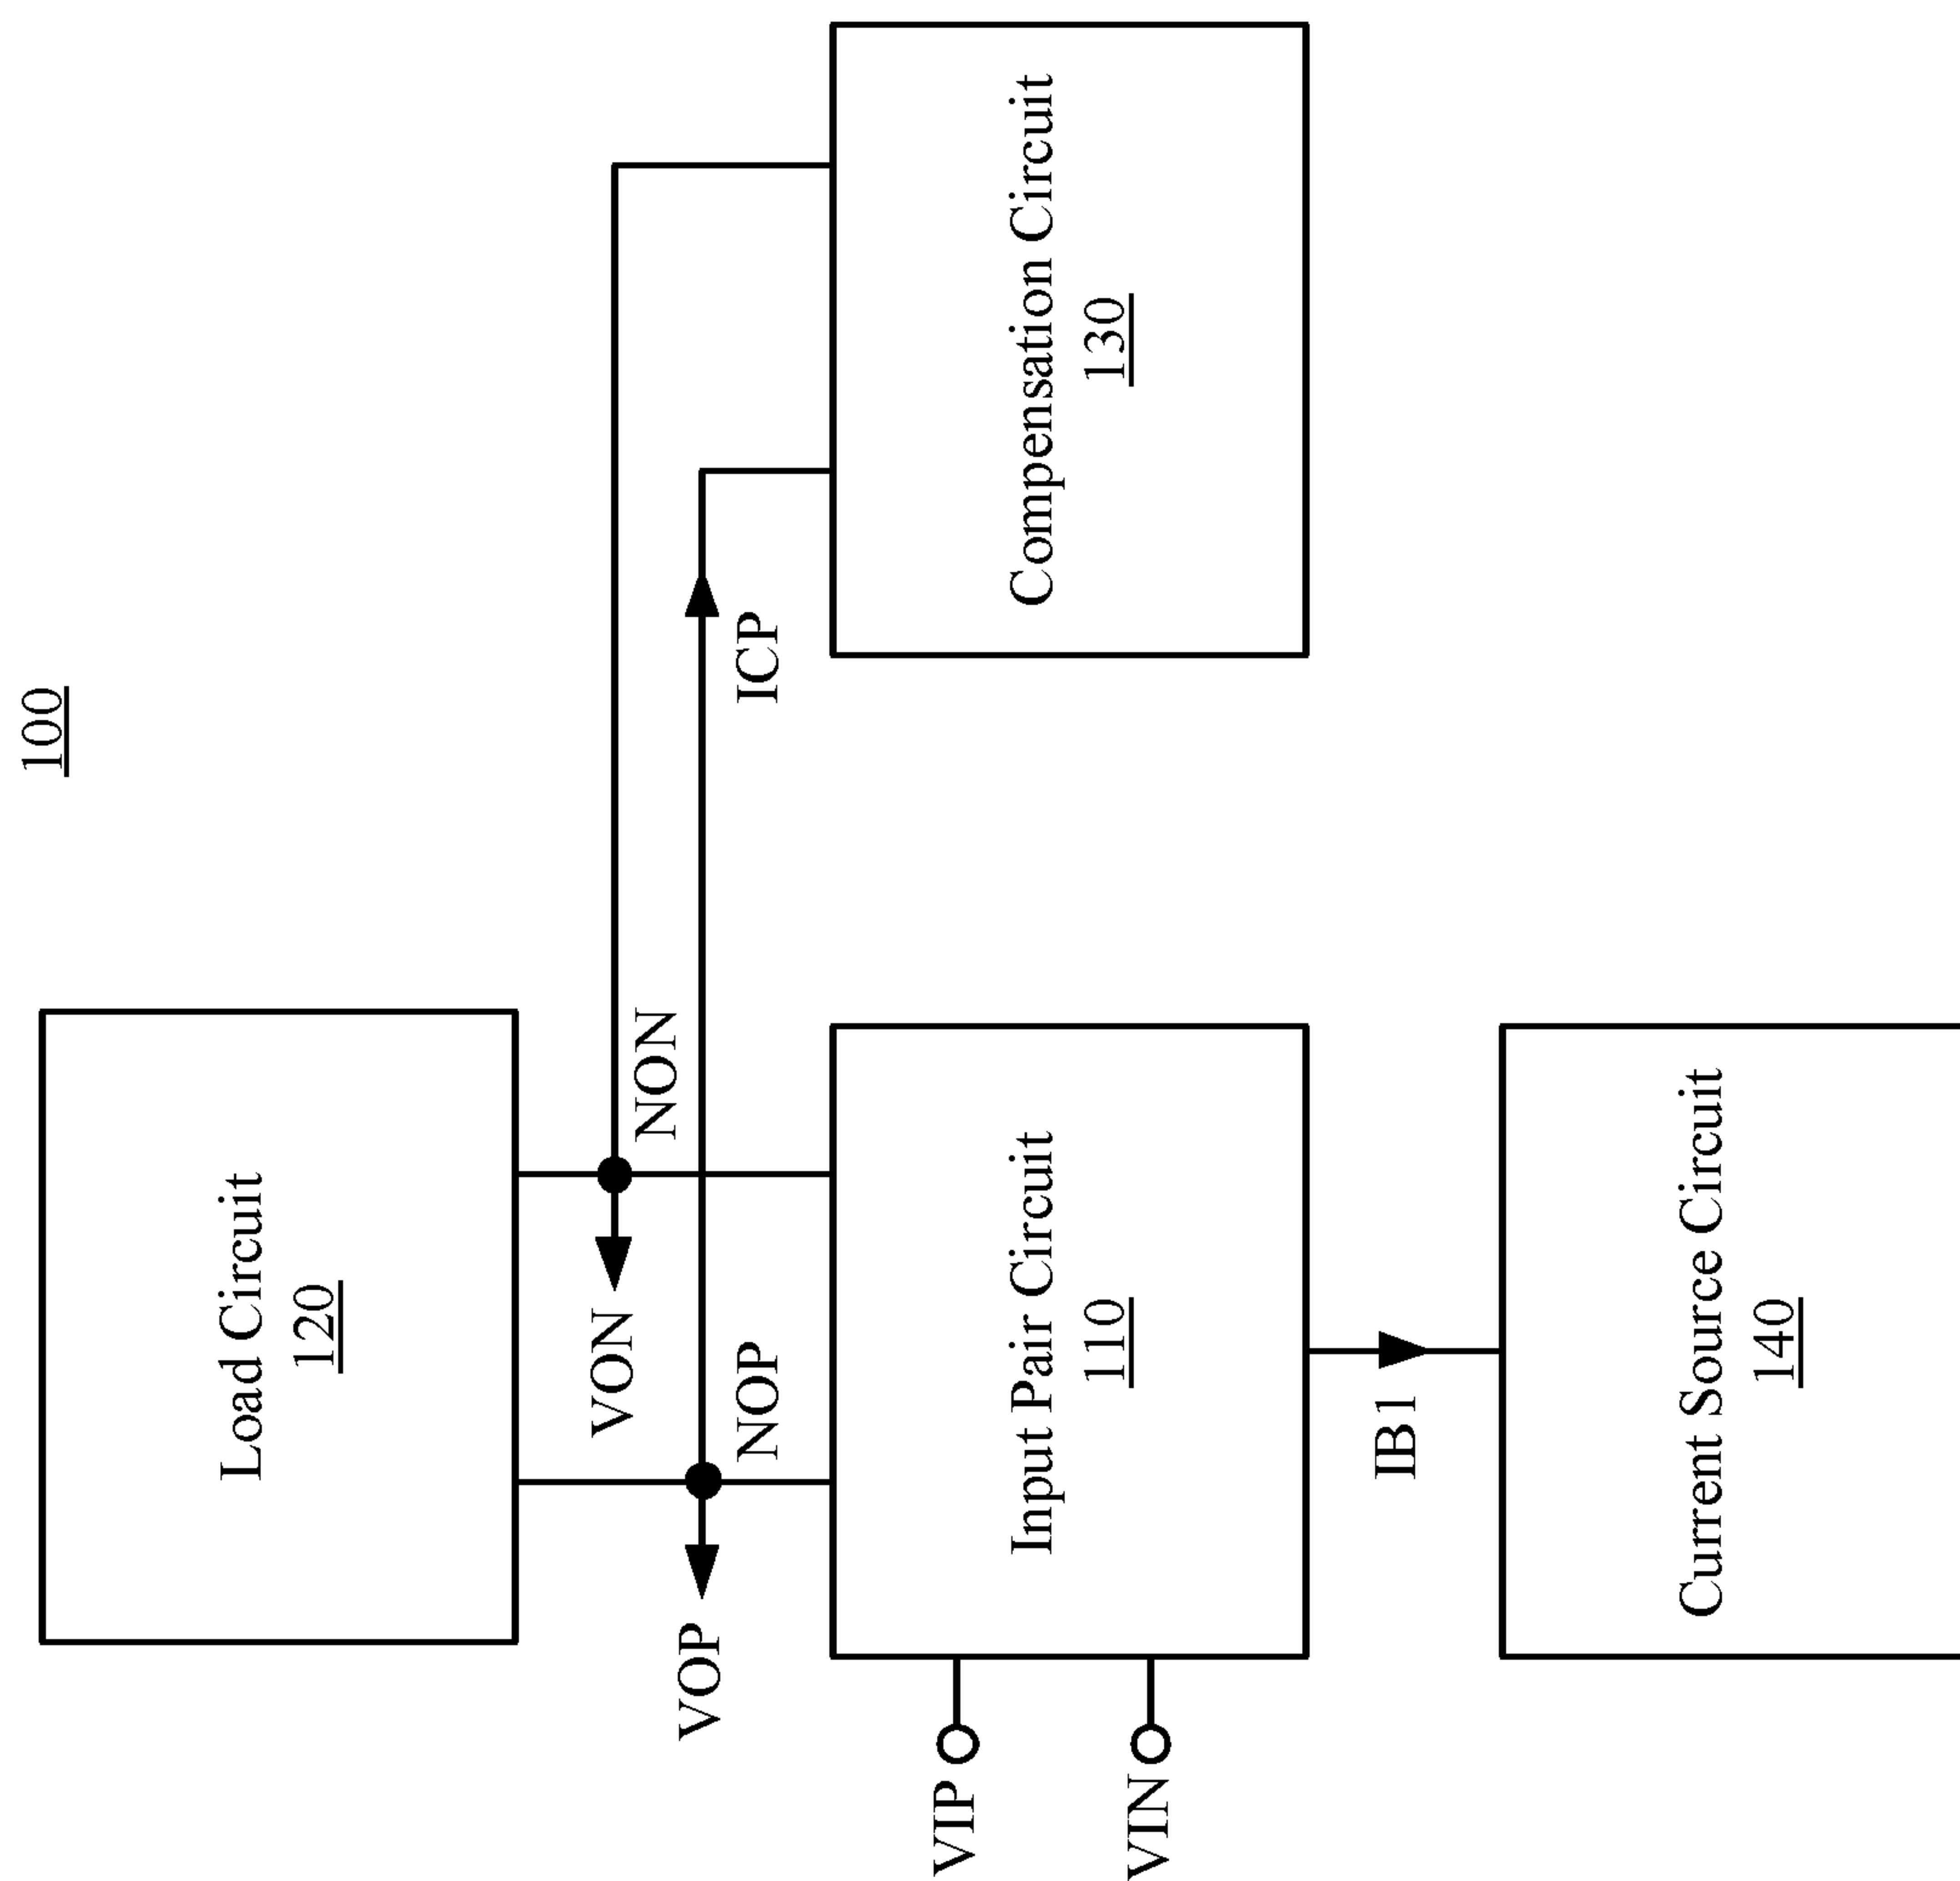 100
Load Circuit
120
VON
NON
VOP
NOP
ICP
VIP
VIN
Input Pair Circuit
110
Compensation Circuit
130
IB1
Current Source Circuit
140